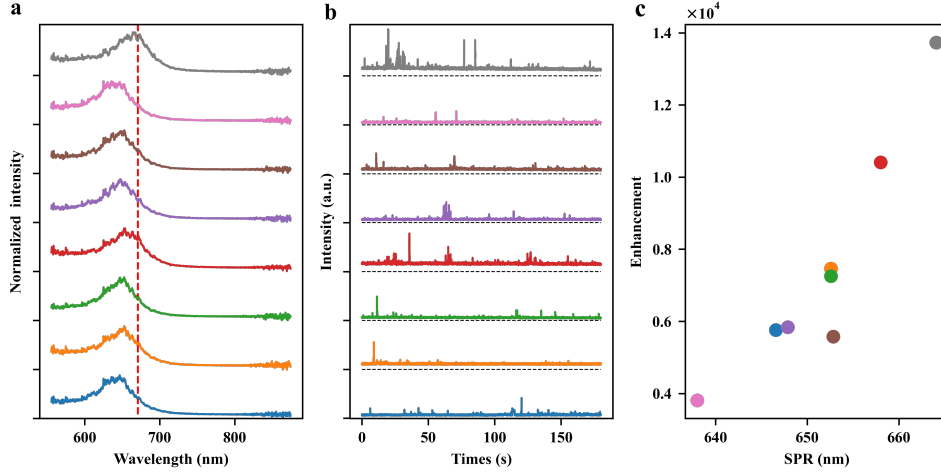 a
b
c
Normalized intensity
600
700
800
Wavelength (nm)
Intensity (a.u.)
0
50
100
150
Times (s)
×10⁴
Enhancement
1.4
1.2
1.0
0.8
0.6
0.4
640
650
660
SPR (nm)